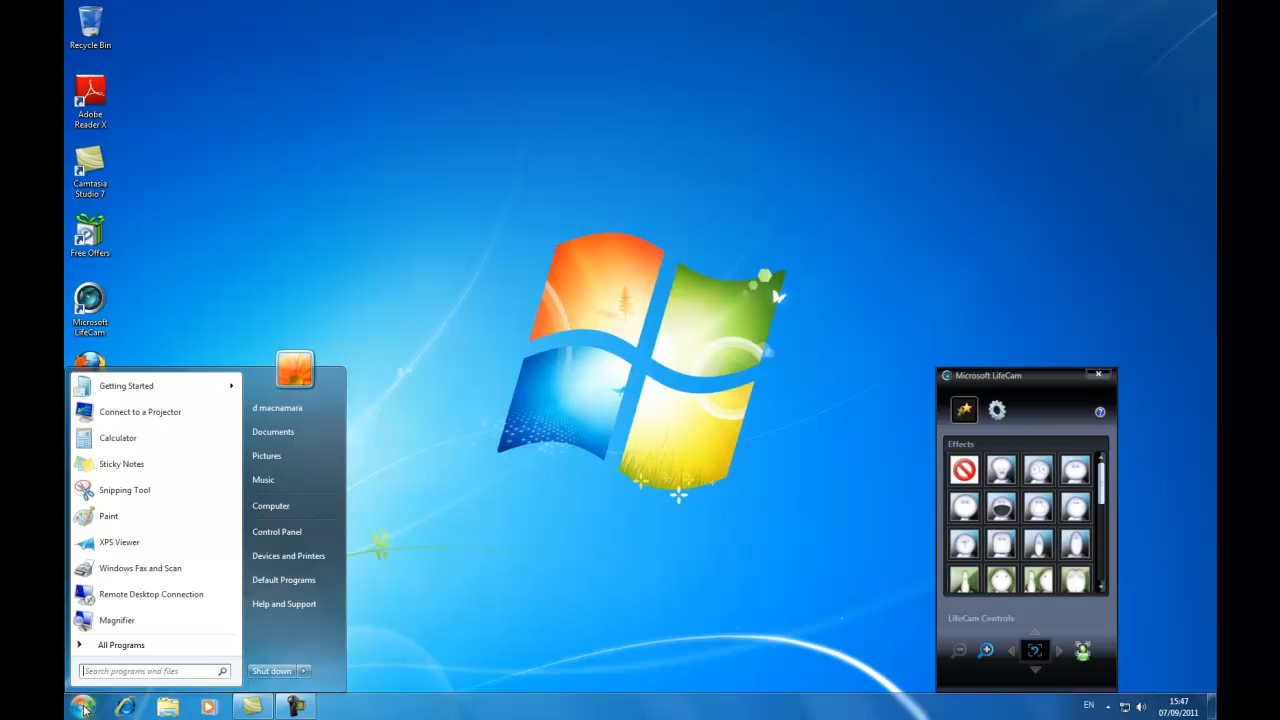 Recycle Bin
Adobe
Reader X
Camtasia
Studio 7
Free Offers
Microsoft
LifeCam
Getting Started
Connect to a Projector
Calculator
Sticky Notes
Snipping Tool
Paint
XPS Viewer
Windows Fax and Scan
Remote Desktop Connection
Magnifier
All Programs
Search programs and files
d macnamara
Documents
Pictures
Music
Computer
Control Panel
Devices and Printers
Default Programs
Help and Support
Shut down
Microsoft LifeCam
Effects
LifeCam Controls
EN
15:47
07/09/2011